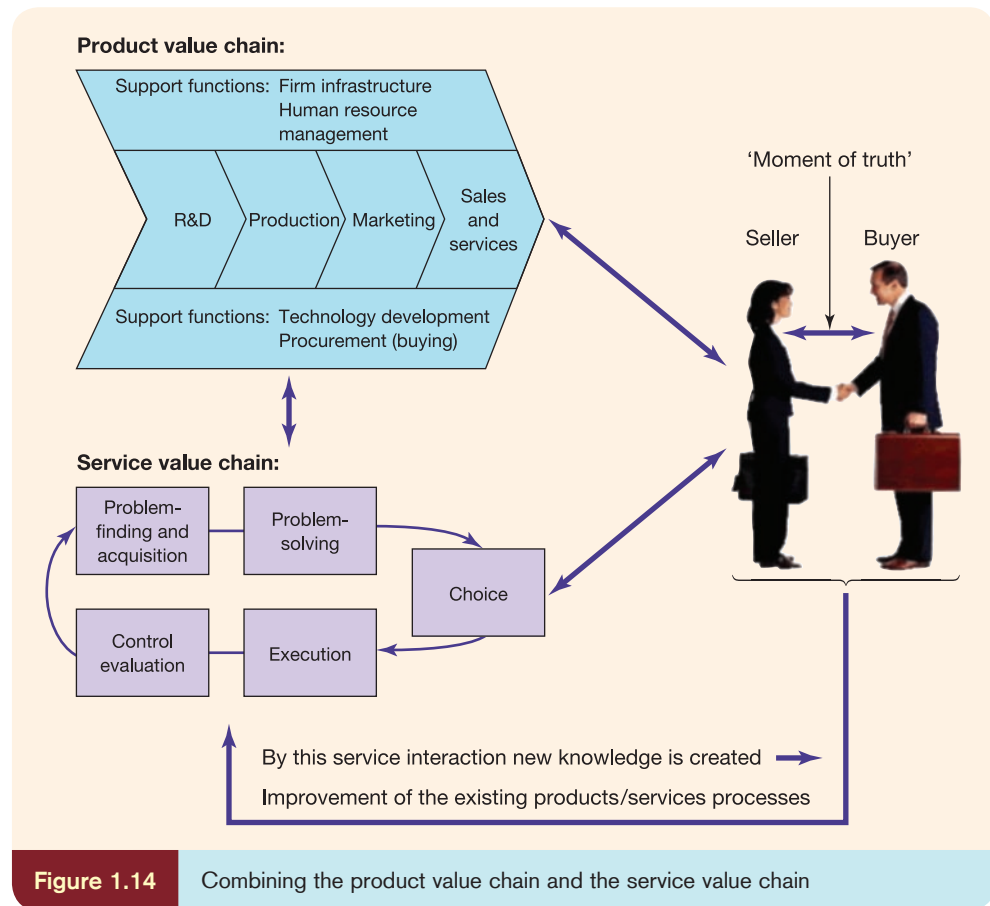 Product value chain:
Support functions: Firm infrastructure
Human resource
management
R&D
Production
Marketing
Sales
and
services
Support functions: Technology development
Procurement (buying)
'Moment of truth'
Seller
Buyer
Service value chain:
Problem-
finding and
acquisition
Problem-
solving
Choice
Control
evaluation
Execution
By this service interaction new knowledge is created
Improvement of the existing products/services processes
Figure 1.14
Combining the product value chain and the service value chain